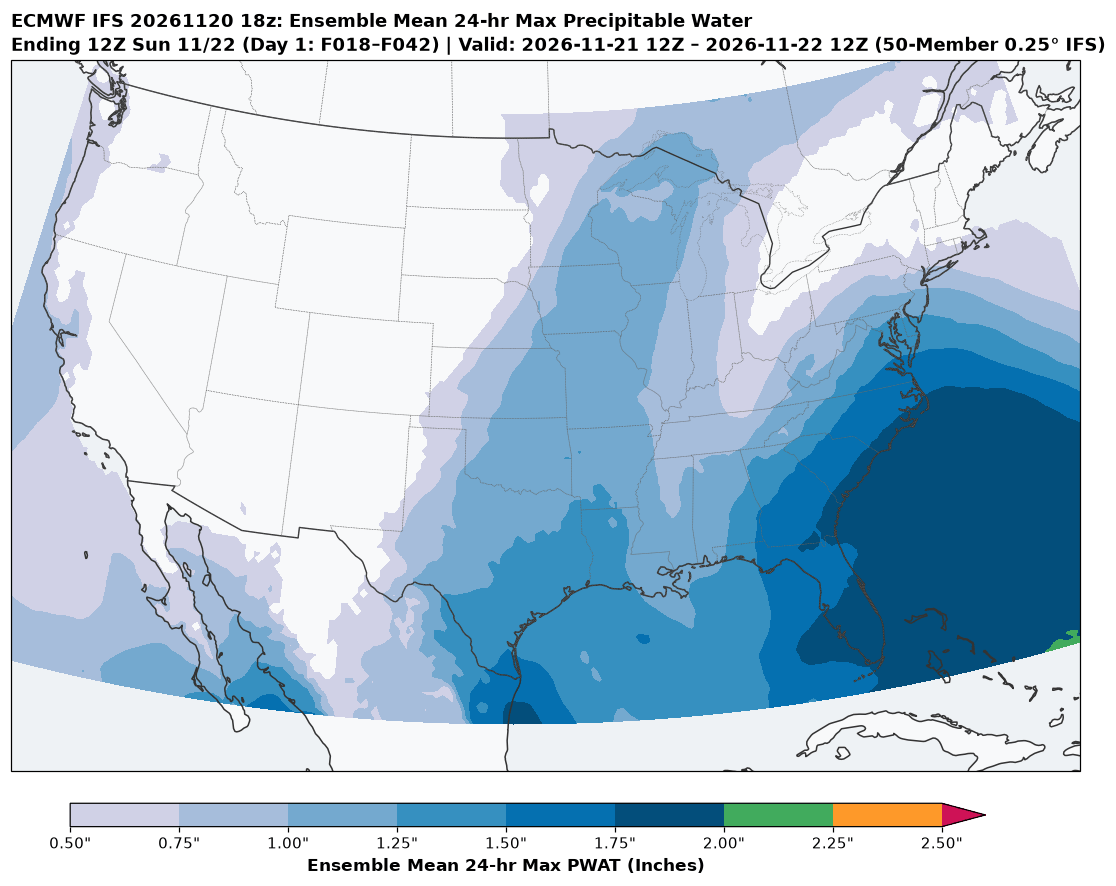 ECMWF IFS 20261120 18z: Ensemble Mean 24-hr Max Precipitable Water
Ending 12Z Sun 11/22 (Day 1: F018–F042) | Valid: 2026-11-21 12Z – 2026-11-22 12Z (50-Member 0.25° IFS)
0.50" 0.75" 1.00" 1.25" 1.50" 1.75" 2.00" 2.25" 2.50"
Ensemble Mean 24-hr Max PWAT (Inches)